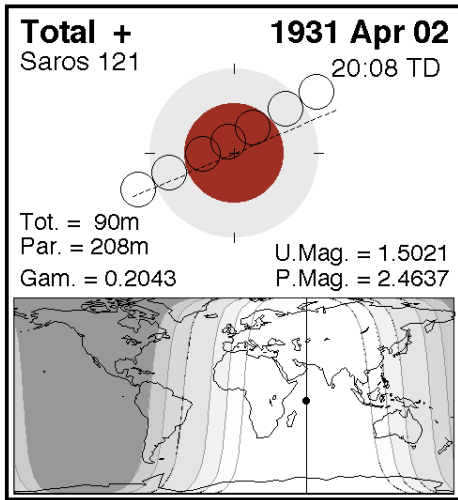 Total + 1931 Apr 02
Saros 121 20:08 TD
Tot. = 90m
Par. = 208m U.Mag. = 1.5021
Gam. = 0.2043 P.Mag. = 2.4637